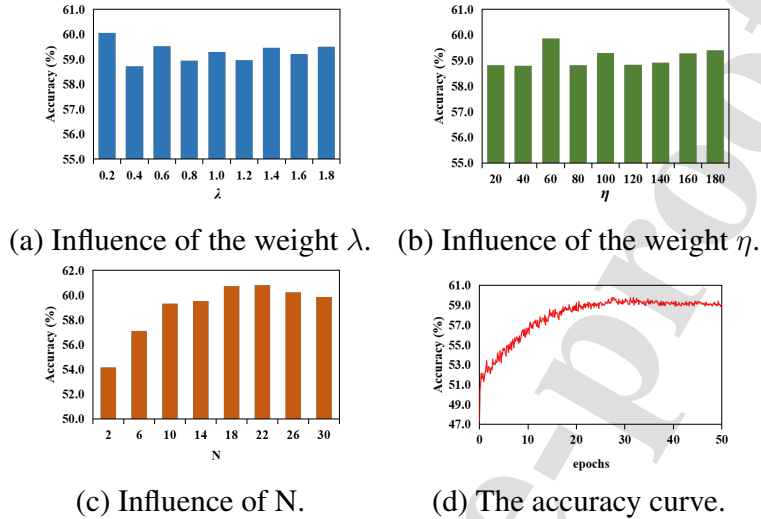 61.0
60.0
59.0
58.0
57.0
56.0
55.0
Accuracy (%)
0.2 0.4 0.6 0.8 1.0 1.2 1.4 1.6 1.8
λ
61.0
60.0
59.0
58.0
57.0
56.0
55.0
Accuracy (%)
20 40 60 80 100 120 140 160 180
η
(a) Influence of the weight λ. (b) Influence of the weight η.
62.0
60.0
58.0
56.0
54.0
52.0
50.0
Accuracy (%)
2 6 10 14 18 22 26 30
N
61.0
59.0
57.0
55.0
53.0
51.0
49.0
47.0
Accuracy (%)
0 10 20 30 40 50
epochs
(c) Influence of N. (d) The accuracy curve.
e-proof